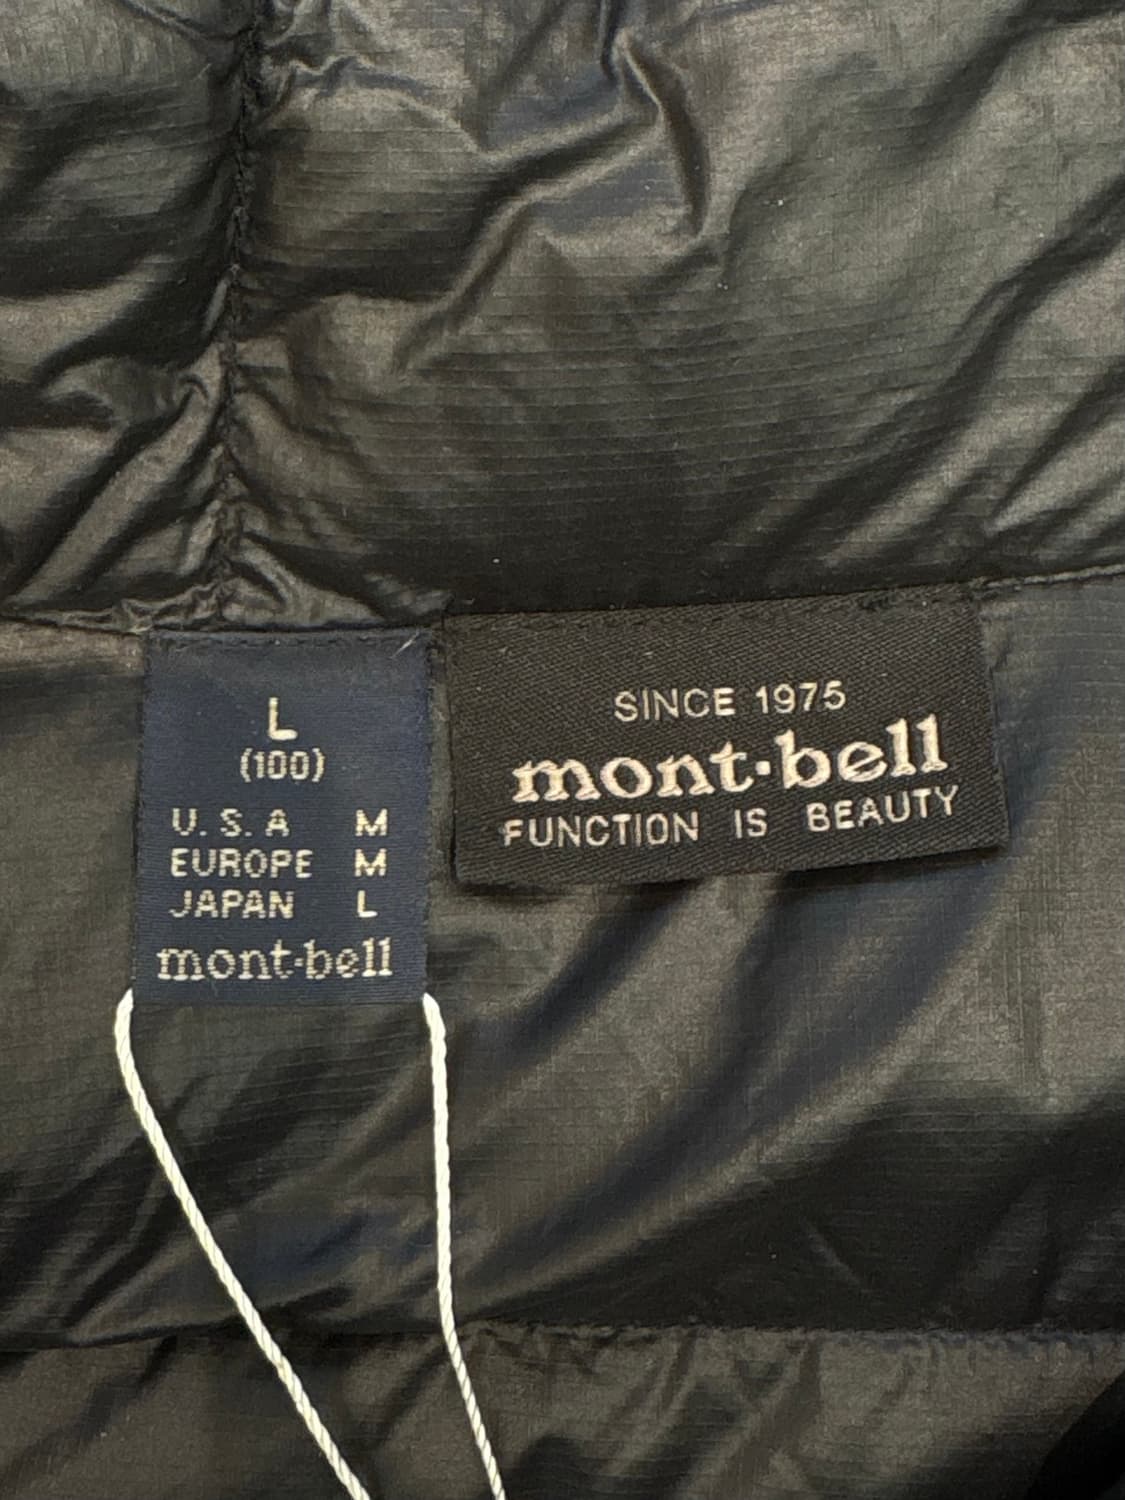 L
(100)
U.S.A M
EUROPE M
JAPAN L
mont-bell
SINCE 1975
mont·bell
FUNCTION IS BEAUTY